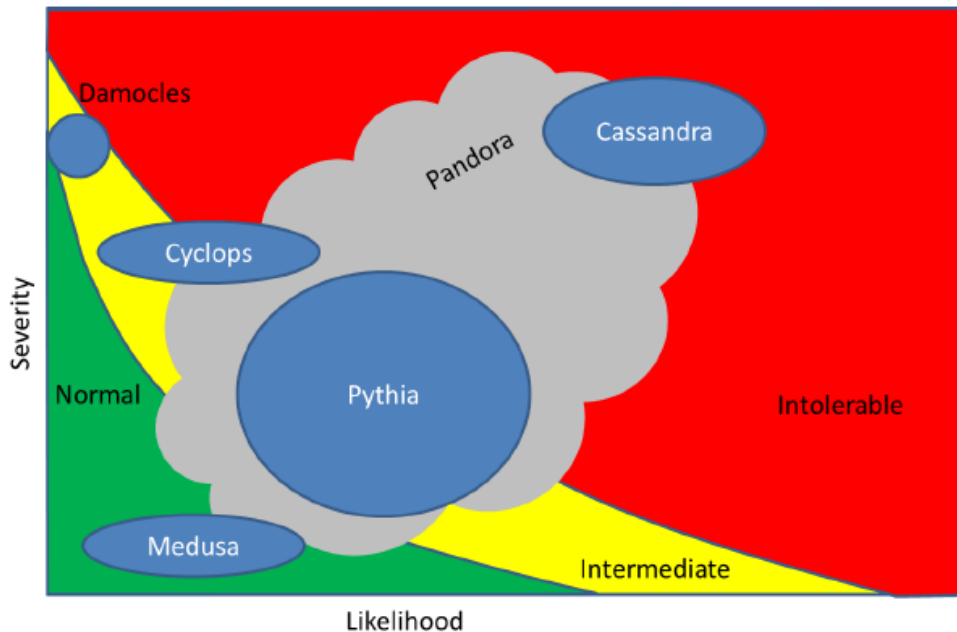 Damocles
Cassandra
Pandora
Cyclops
Severity
Normal
Pythia
Intolerable
Medusa
Intermediate
Likelihood